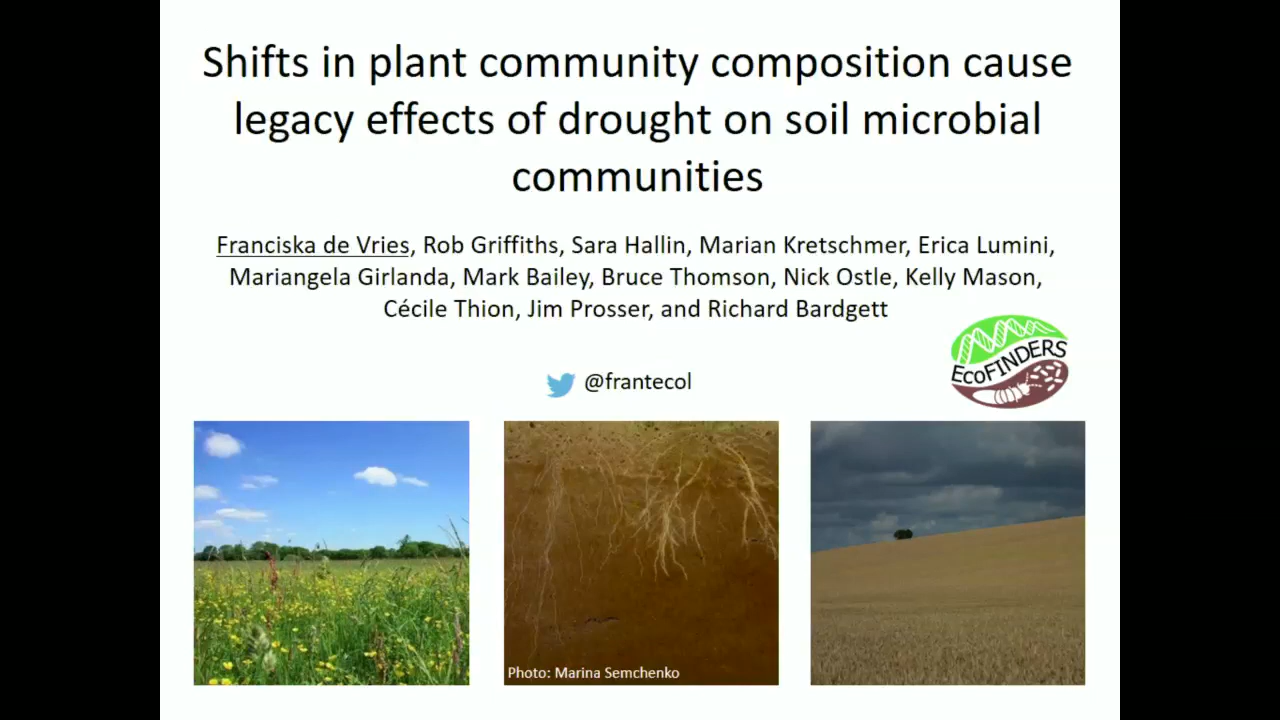 Shifts in plant community composition cause
legacy effects of drought on soil microbial
communities
Franciska de Vries, Rob Griffiths, Sara Hallin, Marian Kretschmer, Erica Lumini,
Mariangela Girlanda, Mark Bailey, Bruce Thomson, Nick Ostle, Kelly Mason,
Cécile Thion, Jim Prosser, and Richard Bardgett
EcoFINDERS
@frantecol
Photo: Marina Semchenko